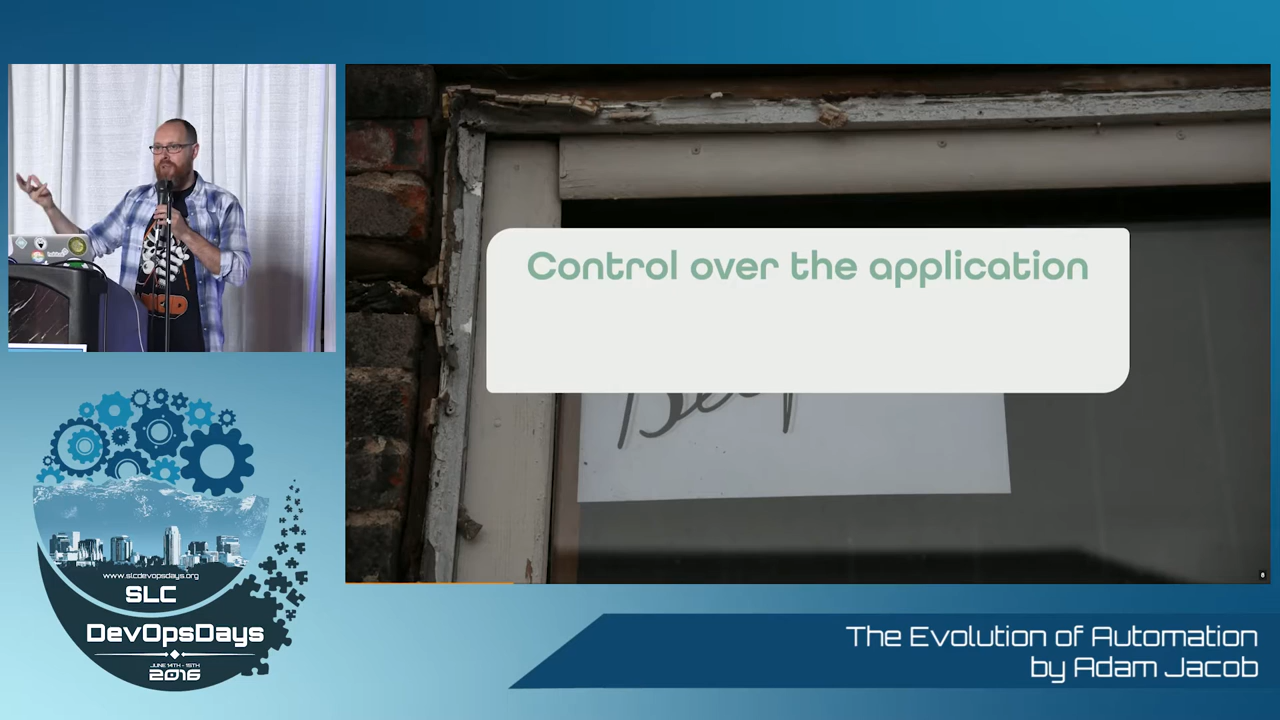 Control over the application
www.slcdevopsdays.org
SLC
DevOpsDays
JUNE 14TH - 15TH
2016
The Evolution of Automation
by Adam Jacob